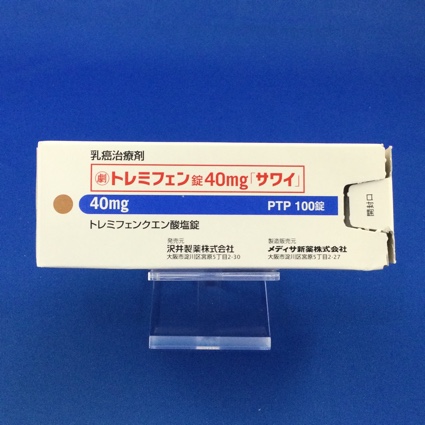 乳癌治療剤
劇 トレミフェン錠40mg「サワイ」
40mg PTP 100錠
トレミフェンクエン酸塩錠
発売元
沢井製薬株式会社
大阪市淀川区宮原5丁目2-30
製造販売元
メディサ新薬株式会社
大阪市淀川区宮原5丁目2-27
開封口